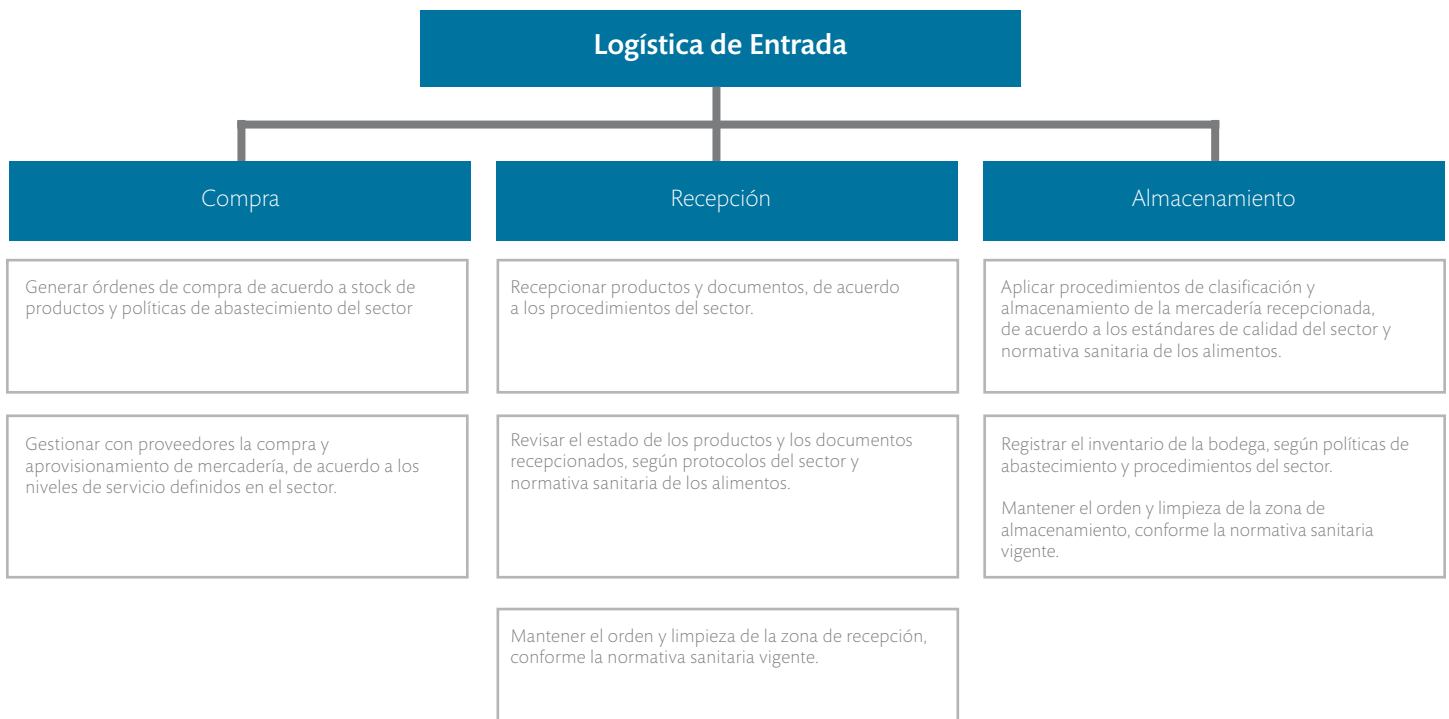 Logística de Entrada
Compra
Generar órdenes de compra de acuerdo a stock de
productos y políticas de abastecimiento del sector
Gestionar con proveedores la compra y
aprovisionamiento de mercadería, de acuerdo a los
niveles de servicio definidos en el sector.
Recepción
Recepcionar productos y documentos, de acuerdo
a los procedimientos del sector.
Revisar el estado de los productos y los documentos
recepcionados, según protocolos del sector y
normativa sanitaria de los alimentos.
Mantener el orden y limpieza de la zona de recepción,
conforme la normativa sanitaria vigente.
Almacenamiento
Aplicar procedimientos de clasificación y
almacenamiento de la mercadería recepcionada,
de acuerdo a los estándares de calidad del sector y
normativa sanitaria de los alimentos.
Registrar el inventario de la bodega, según políticas de
abastecimiento y procedimientos del sector.
Mantener el orden y limpieza de la zona de
almacenamiento, conforme la normativa sanitaria
vigente.